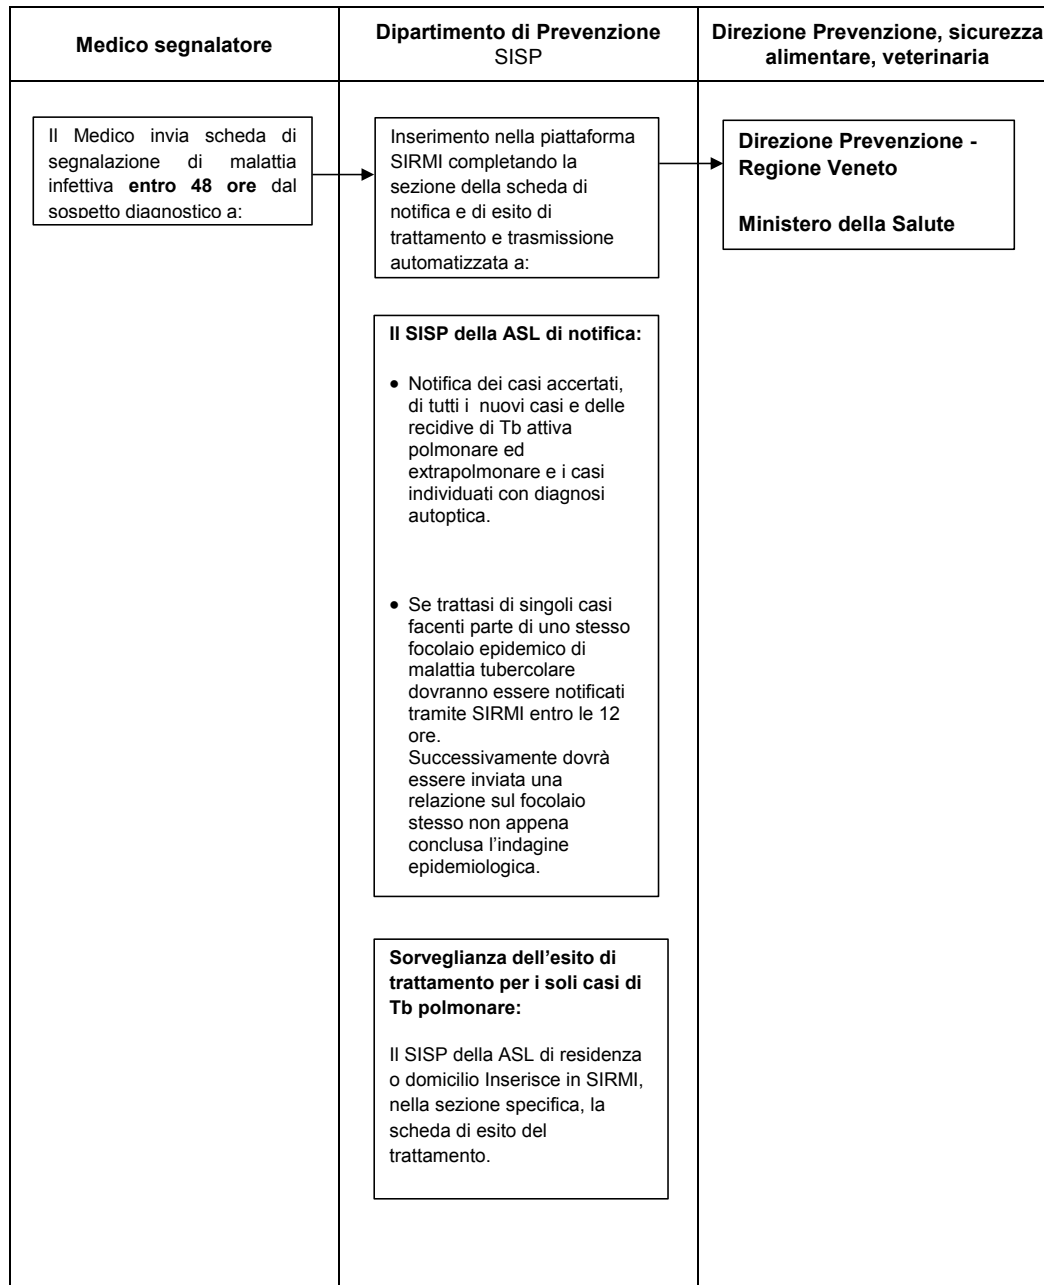 Medico segnalatore
Dipartimento di Prevenzione
SISP
Direzione Prevenzione, sicurezza
alimentare, veterinaria
Il Medico invia scheda di
segnalazione di malattia
infettiva entro 48 ore dal
sospetto diagnostico a:
Inserimento nella piattaforma
SIRMI completando la
sezione della scheda di
notifica e di esito di
trattamento e trasmissione
automatizzata a:
Direzione Prevenzione -
Regione Veneto
Ministero della Salute
Il SISP della ASL di notifica:
• Notifica dei casi accertati,
di tutti i nuovi casi e delle
recidive di Tb attiva
polmonare ed
extrapolmonare e i casi
individuati con diagnosi
autoptica.
• Se trattasi di singoli casi
facenti parte di uno stesso
focolaio epidemico di
malattia tubercolare
dovranno essere notificati
tramite SIRMI entro le 12
ore.
Successivamente dovrà
essere inviata una
relazione sul focolaio
stesso non appena
conclusa l’indagine
epidemiologica.
Sorveglianza dell’esito di
trattamento per i soli casi di
Tb polmonare:
Il SISP della ASL di residenza
o domicilio Inserisce in SIRMI,
nella sezione specifica, la
scheda di esito del
trattamento.